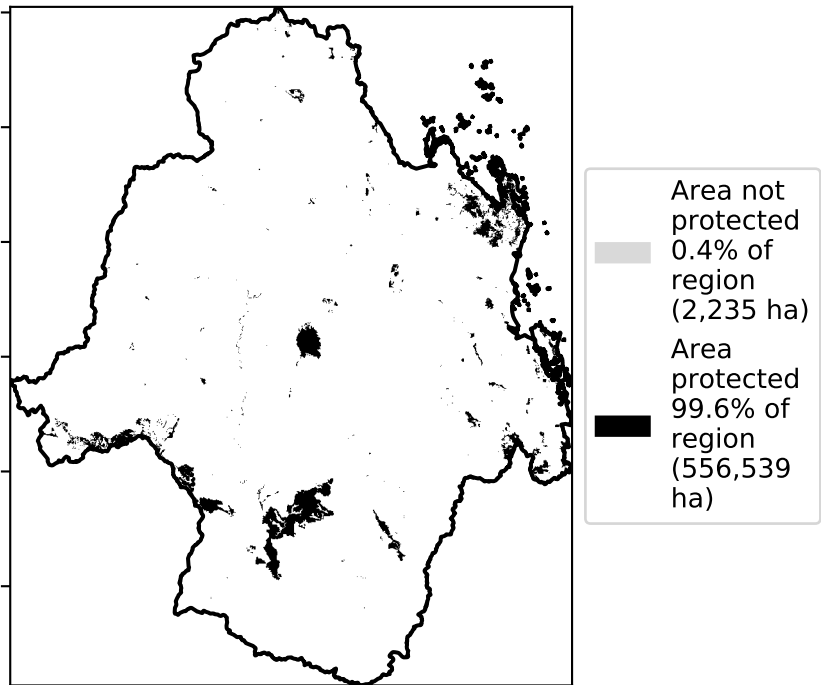 Area not
protected
0.4% of
region
(2,235 ha)
Area
protected
99.6% of
region
(556,539
ha)